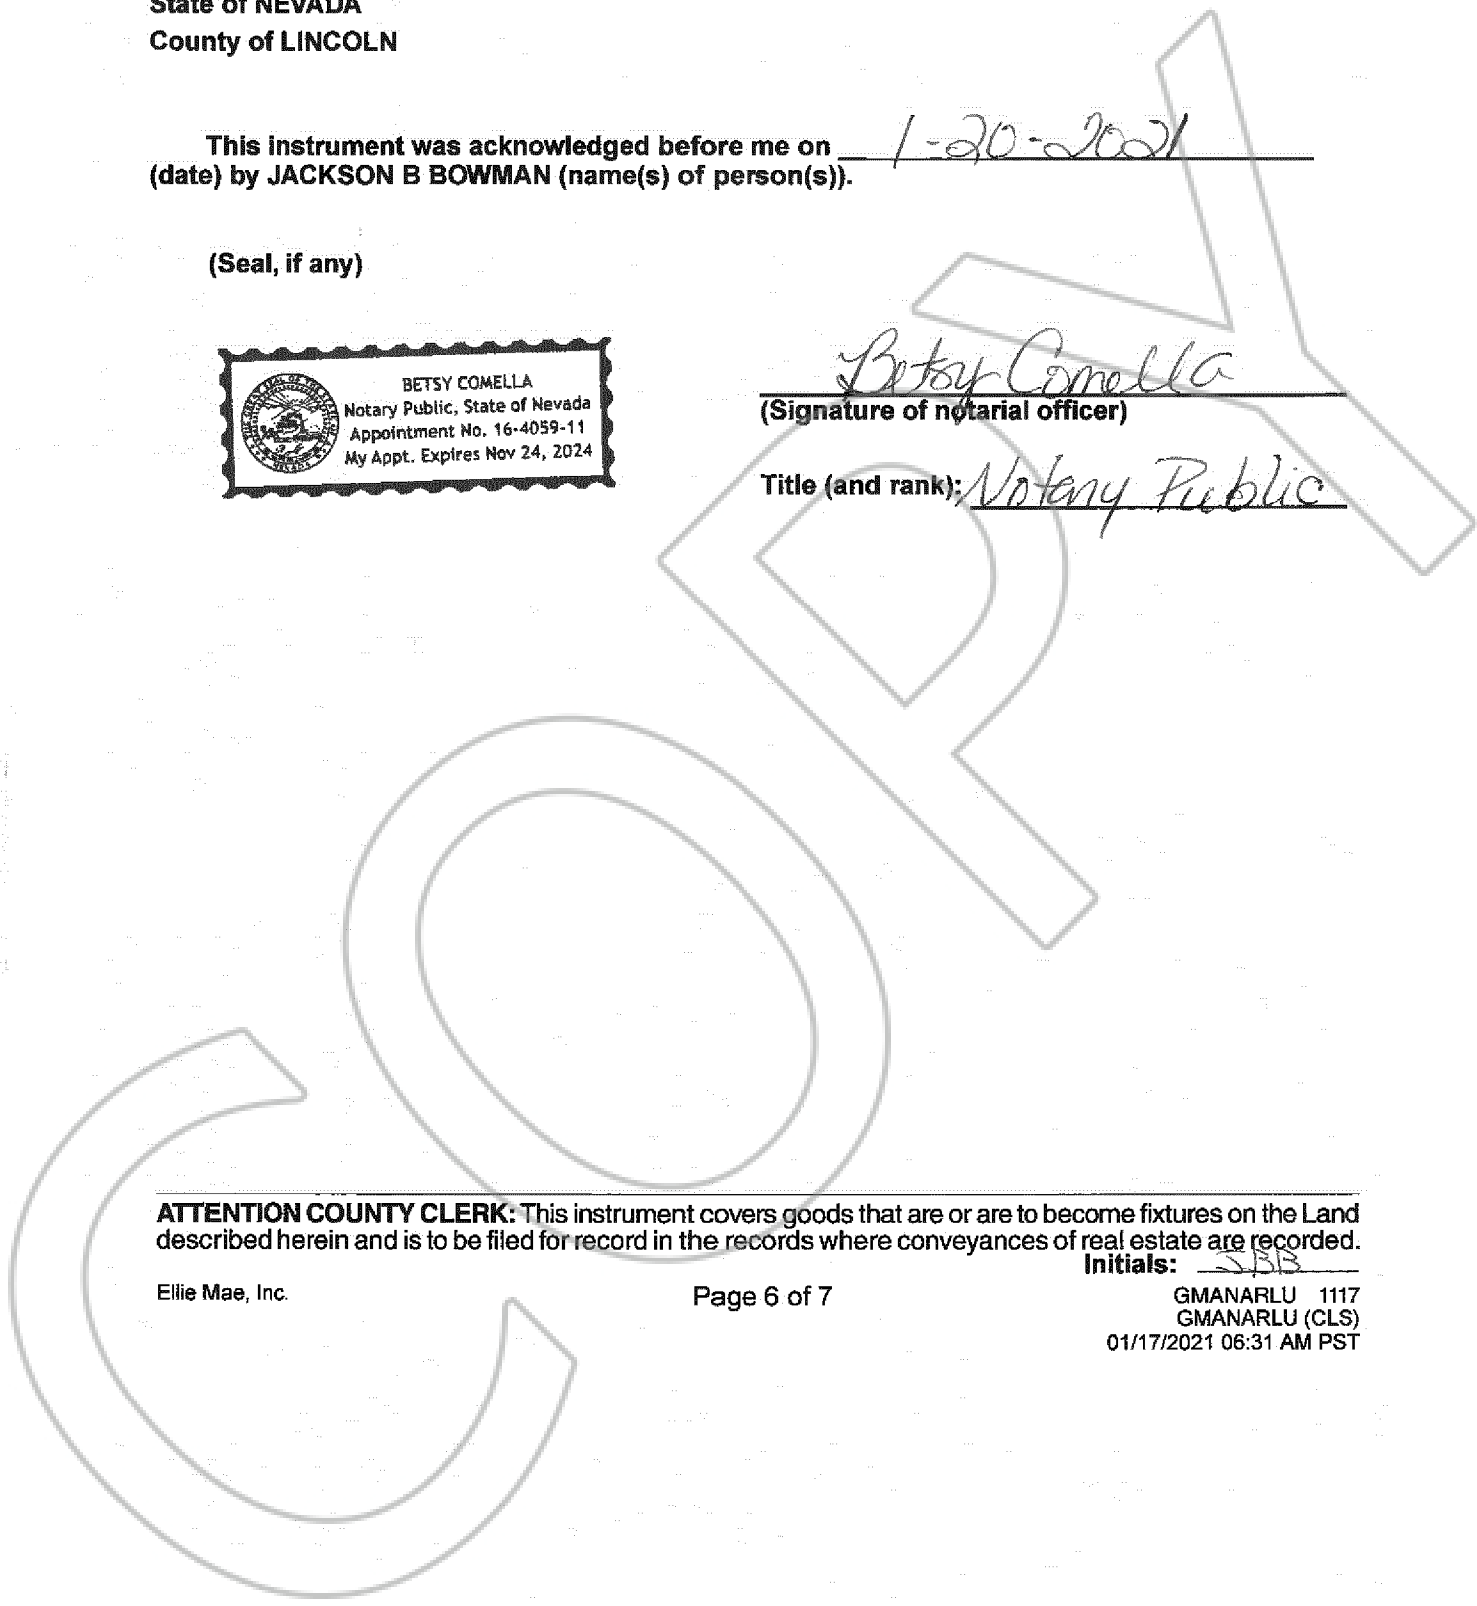 State of NEVADA
County of LINCOLN
This instrument was acknowledged before me on 1-20-2021
(date) by JACKSON B BOWMAN (name(s) of person(s)).
(Seal, if any)
BETSY COMELLA
Notary Public, State of Nevada
Appointment No. 16-4059-11
My Appt. Expires Nov 24, 2024
Betsy Comella
(Signature of notarial officer)
Title (and rank): Notary Public
COPY
ATTENTION COUNTY CLERK: This instrument covers goods that are or are to become fixtures on the Land
described herein and is to be filed for record in the records where conveyances of real estate are recorded.
Initials: JBB
Ellie Mae, Inc.
Page 6 of 7
GMANARLU 1117
GMANARLU (CLS)
01/17/2021 06:31 AM PST